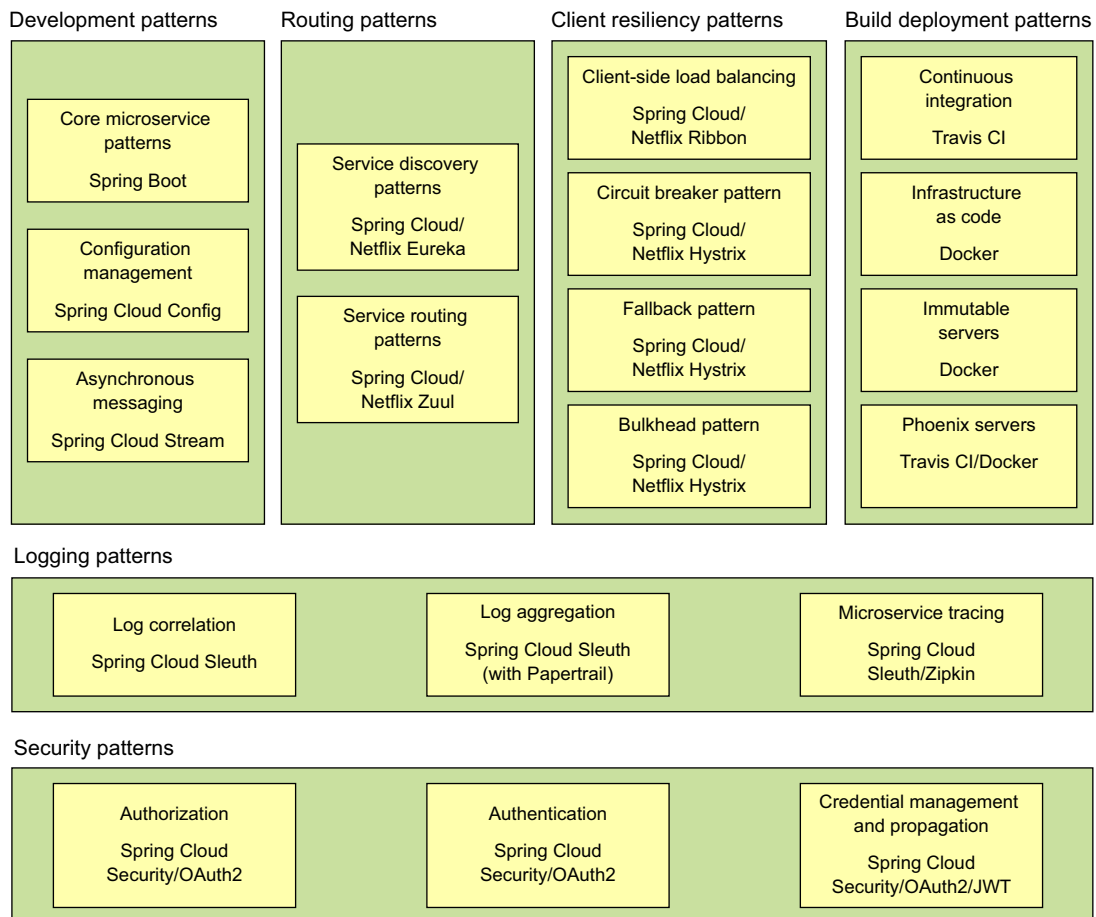 Development patterns
Core microservice
patterns
Spring Boot
Configuration
management
Spring Cloud Config
Asynchronous
messaging
Spring Cloud Stream
Routing patterns
Service discovery
patterns
Spring Cloud/
Netflix Eureka
Service routing
patterns
Spring Cloud/
Netflix Zuul
Client resiliency patterns
Client-side load balancing
Spring Cloud/
Netflix Ribbon
Circuit breaker pattern
Spring Cloud/
Netflix Hystrix
Fallback pattern
Spring Cloud/
Netflix Hystrix
Bulkhead pattern
Spring Cloud/
Netflix Hystrix
Build deployment patterns
Continuous
integration
Travis CI
Infrastructure
as code
Docker
Immutable
servers
Docker
Phoenix servers
Travis CI/Docker
Logging patterns
Log correlation
Spring Cloud Sleuth
Log aggregation
Spring Cloud Sleuth
(with Papertrail)
Microservice tracing
Spring Cloud
Sleuth/Zipkin
Security patterns
Authorization
Spring Cloud
Security/OAuth2
Authentication
Spring Cloud
Security/OAuth2
Credential management
and propagation
Spring Cloud
Security/OAuth2/JWT